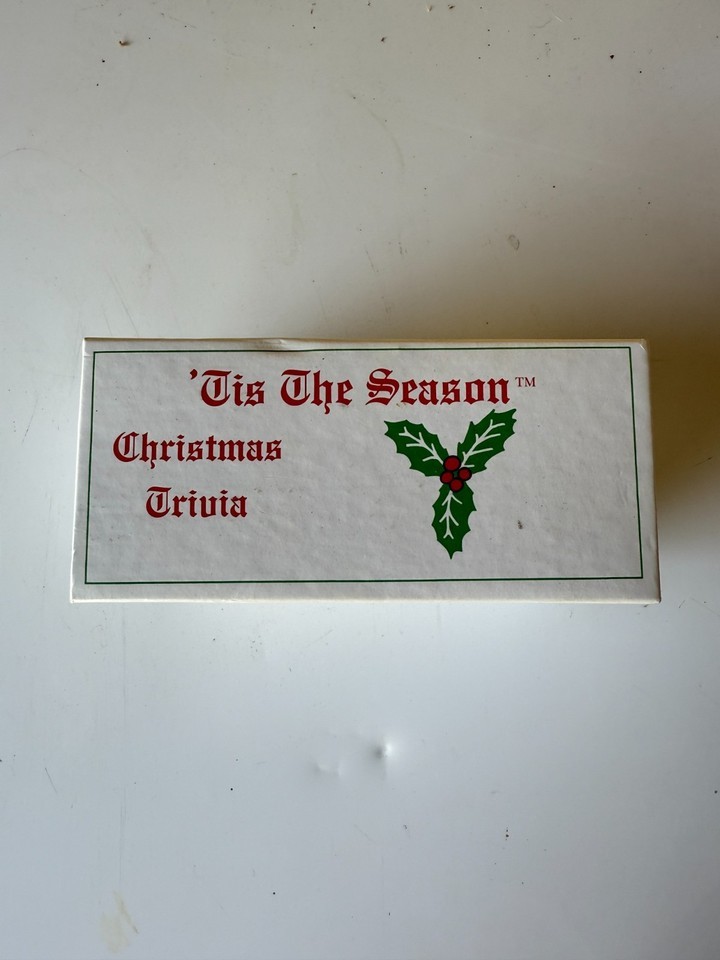 'Tis The Season™
Christmas
Trivia